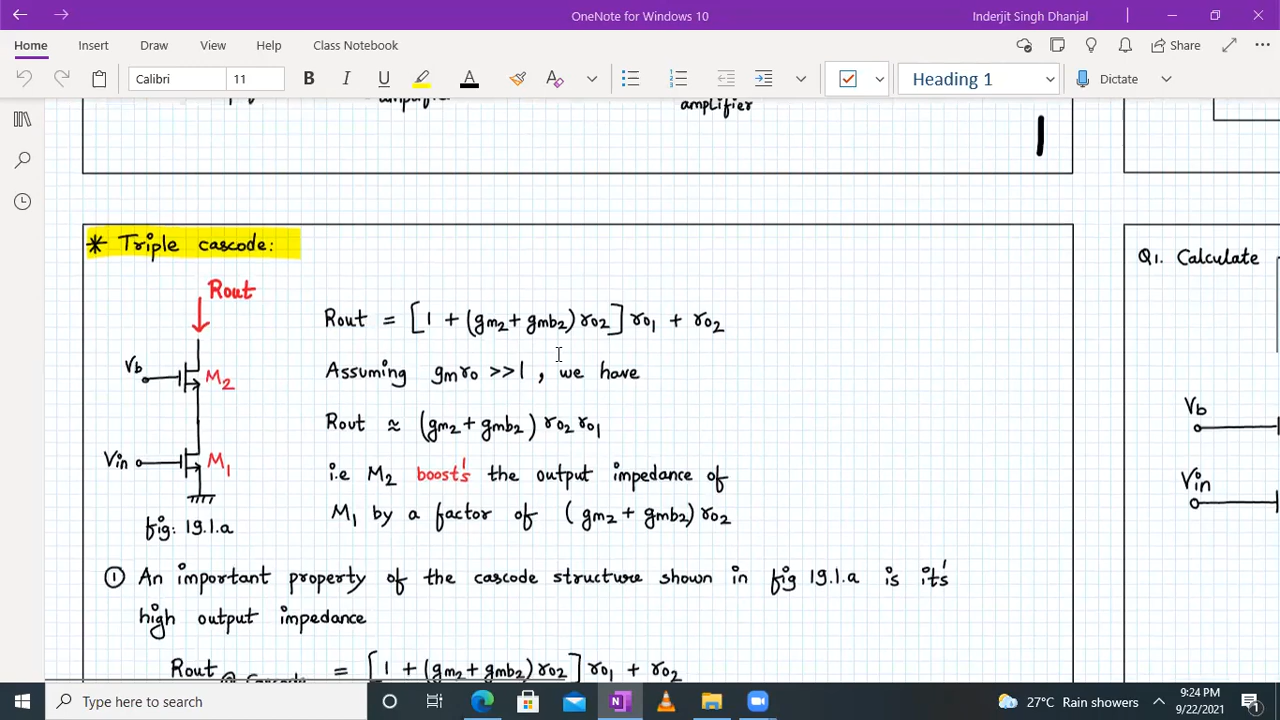 OneNote for Windows 10
Inderjit Singh Dhanjal
Home Insert Draw View Help Class Notebook
Share
Calibri 11 B I U A Heading 1 Dictate
amplifier
* Triple cascode:
Rout
Vb
M2
Vin
M1
fig: 19.1.a
Rout = [1 + (gm2 + gmb2) ro2] ro1 + ro2
Assuming gmro >>1, we have
Rout ≈ (gm2 + gmb2) ro2 ro1
i.e M2 boost's the output impedance of
M1 by a factor of (gm2 + gmb2) ro2
① An important property of the cascode structure shown in fig 19.1.a is it's
high output impedance
Rout = [1 + (gm2 + gmb2) ro2] ro1 + ro2
Q1. Calculate
Vb
Vin
Type here to search
27°C Rain showers
9:24 PM
9/22/2021